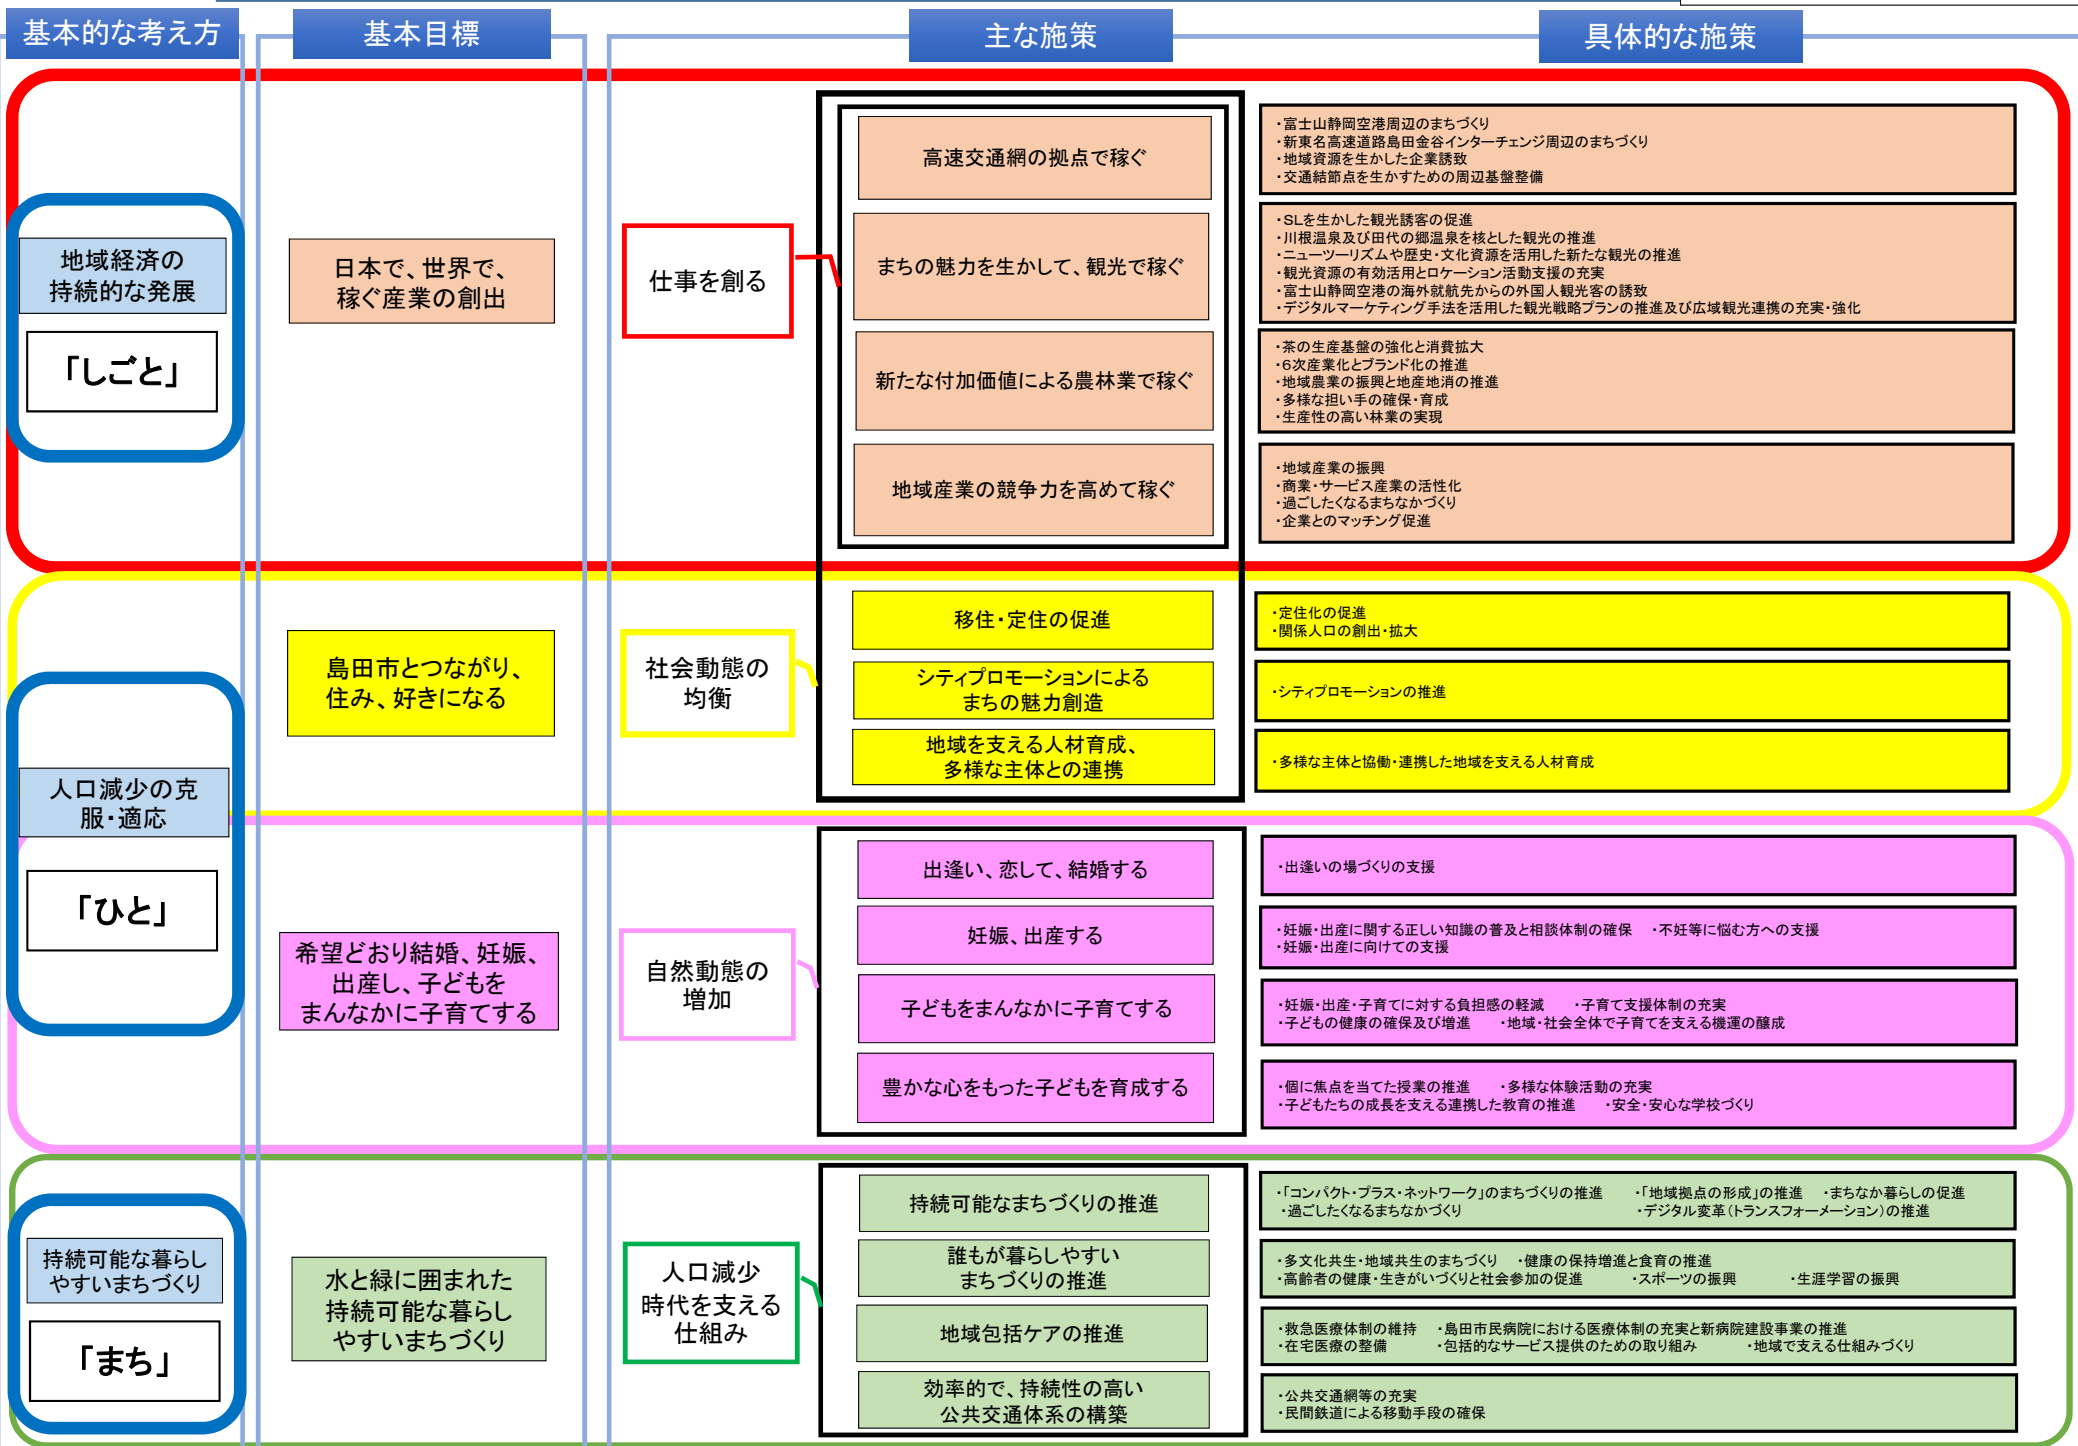 基本的な考え方
基本目標
主な施策
具体的な施策
地域経済の
持続的な発展
「しごと」
日本で、世界で、
稼ぐ産業の創出
仕事を創る
高速交通網の拠点で稼ぐ
・富士山静岡空港周辺のまちづくり
・新東名高速道路島田金谷インターチェンジ周辺のまちづくり
・地域資源を生かした企業誘致
・交通結節点を生かすための周辺基盤整備
まちの魅力を生かして、観光で稼ぐ
・SLを生かした観光誘客の促進
・川根温泉及び田代の郷温泉を核とした観光の推進
・ニューツーリズムや歴史・文化資源を活用した新たな観光の推進
・観光資源の有効活用とロケーション活動支援の充実
・富士山静岡空港の海外就航先からの外国人観光客の誘致
・デジタルマーケティング手法を活用した観光戦略プランの推進及び広域観光連携の充実・強化
新たな付加価値による農林業で稼ぐ
・茶の生産基盤の強化と消費拡大
・6次産業化とブランド化の推進
・地域農業の振興と地産地消の推進
・多様な担い手の確保・育成
・生産性の高い林業の実現
地域産業の競争力を高めて稼ぐ
・地域産業の振興
・商業・サービス産業の活性化
・過ごしたくなるまちなかづくり
・企業とのマッチング促進
人口減少の克
服・適応
「ひと」
島田市とつながり、
住み、好きになる
社会動態の
均衡
移住・定住の促進
・定住化の促進
・関係人口の創出・拡大
シティプロモーションによる
まちの魅力創造
・シティプロモーションの推進
地域を支える人材育成、
多様な主体との連携
・多様な主体と協働・連携した地域を支える人材育成
希望どおり結婚、妊娠、
出産し、子どもを
まんなかに子育てする
自然動態の
増加
出逢い、恋して、結婚する
・出逢いの場づくりの支援
妊娠、出産する
・妊娠・出産に関する正しい知識の普及と相談体制の確保　・不妊等に悩む方への支援
・妊娠・出産に向けての支援
子どもをまんなかに子育てする
・妊娠・出産・子育てに対する負担感の軽減　・子育て支援体制の充実
・子どもの健康の確保及び増進　・地域・社会全体で子育てを支える機運の醸成
豊かな心をもった子どもを育成する
・個に焦点を当てた授業の推進　・多様な体験活動の充実
・子どもたちの成長を支える連携した教育の推進　・安全・安心な学校づくり
持続可能な暮らし
やすいまちづくり
「まち」
水と緑に囲まれた
持続可能な暮らし
やすいまちづくり
人口減少
時代を支える
仕組み
持続可能なまちづくりの推進
・「コンパクト・プラス・ネットワーク」のまちづくりの推進　・「地域拠点の形成」の推進　・まちなか暮らしの促進
・過ごしたくなるまちなかづくり　・デジタル変革（トランスフォーメーション）の推進
誰もが暮らしやすい
まちづくりの推進
・多文化共生・地域共生のまちづくり　・健康の保持増進と食育の推進
・高齢者の健康・生きがいづくりと社会参加の促進　・スポーツの振興　・生涯学習の振興
地域包括ケアの推進
・救急医療体制の維持　・島田市民病院における医療体制の充実と新病院建設事業の推進
・在宅医療の整備　・包括的なサービス提供のための取り組み　・地域で支える仕組みづくり
効率的で、持続性の高い
公共交通体系の構築
・公共交通網等の充実
・民間鉄道による移動手段の確保